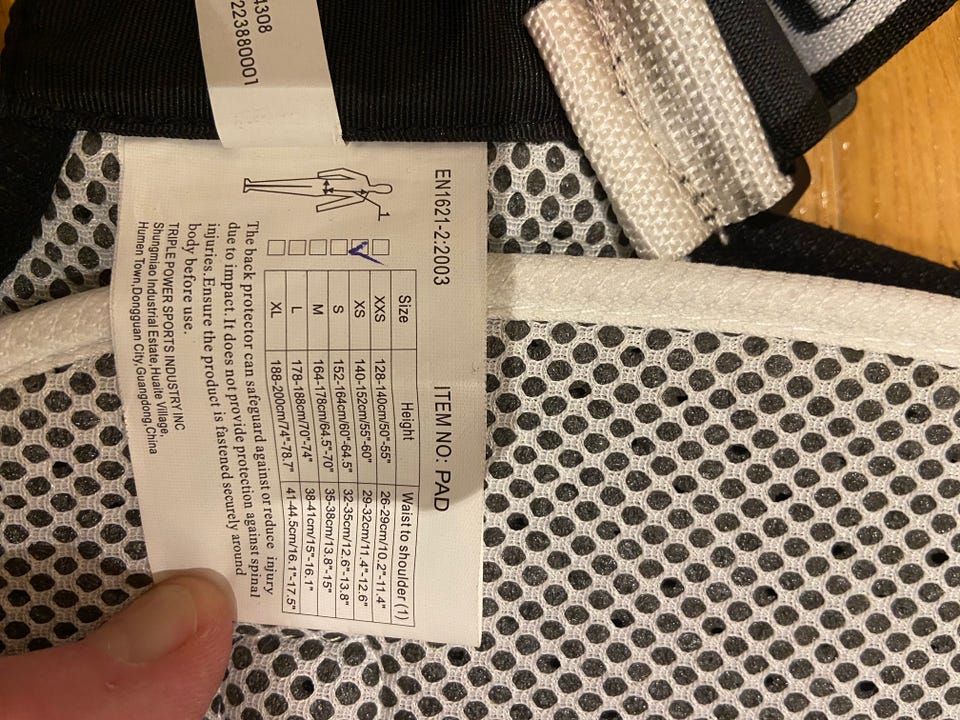 4308
223880001
EN1621-2:2003 ITEM NO: PAD
1
Size Height Waist to shoulder (1)
XXS 128-140cm/50"-55" 26-29cm/10.2"-11.4"
XS 140-152cm/55"-60" 29-32cm/11.4"-12.6"
S 152-164cm/60"-64.5" 32-35cm/12.6"-13.8"
M 164-178cm/64.5"-70" 35-38cm/13.8"-15"
L 178-188cm/70"-74" 38-41cm/15"-16.1"
XL 188-200cm/74"-78.7" 41-44.5cm/16.1"-17.5"
The back protector can safeguard against or reduce injury
due to impact.It does not provide protection against spinal
injuries.Ensure the product is fastened securely around
body before use.
TRIPLE POWER SPORTS INDUSTRY INC
Shungmiao Industrial Estate,Huaite Village,
Humen Town,Dongguan City,Guangdong,China